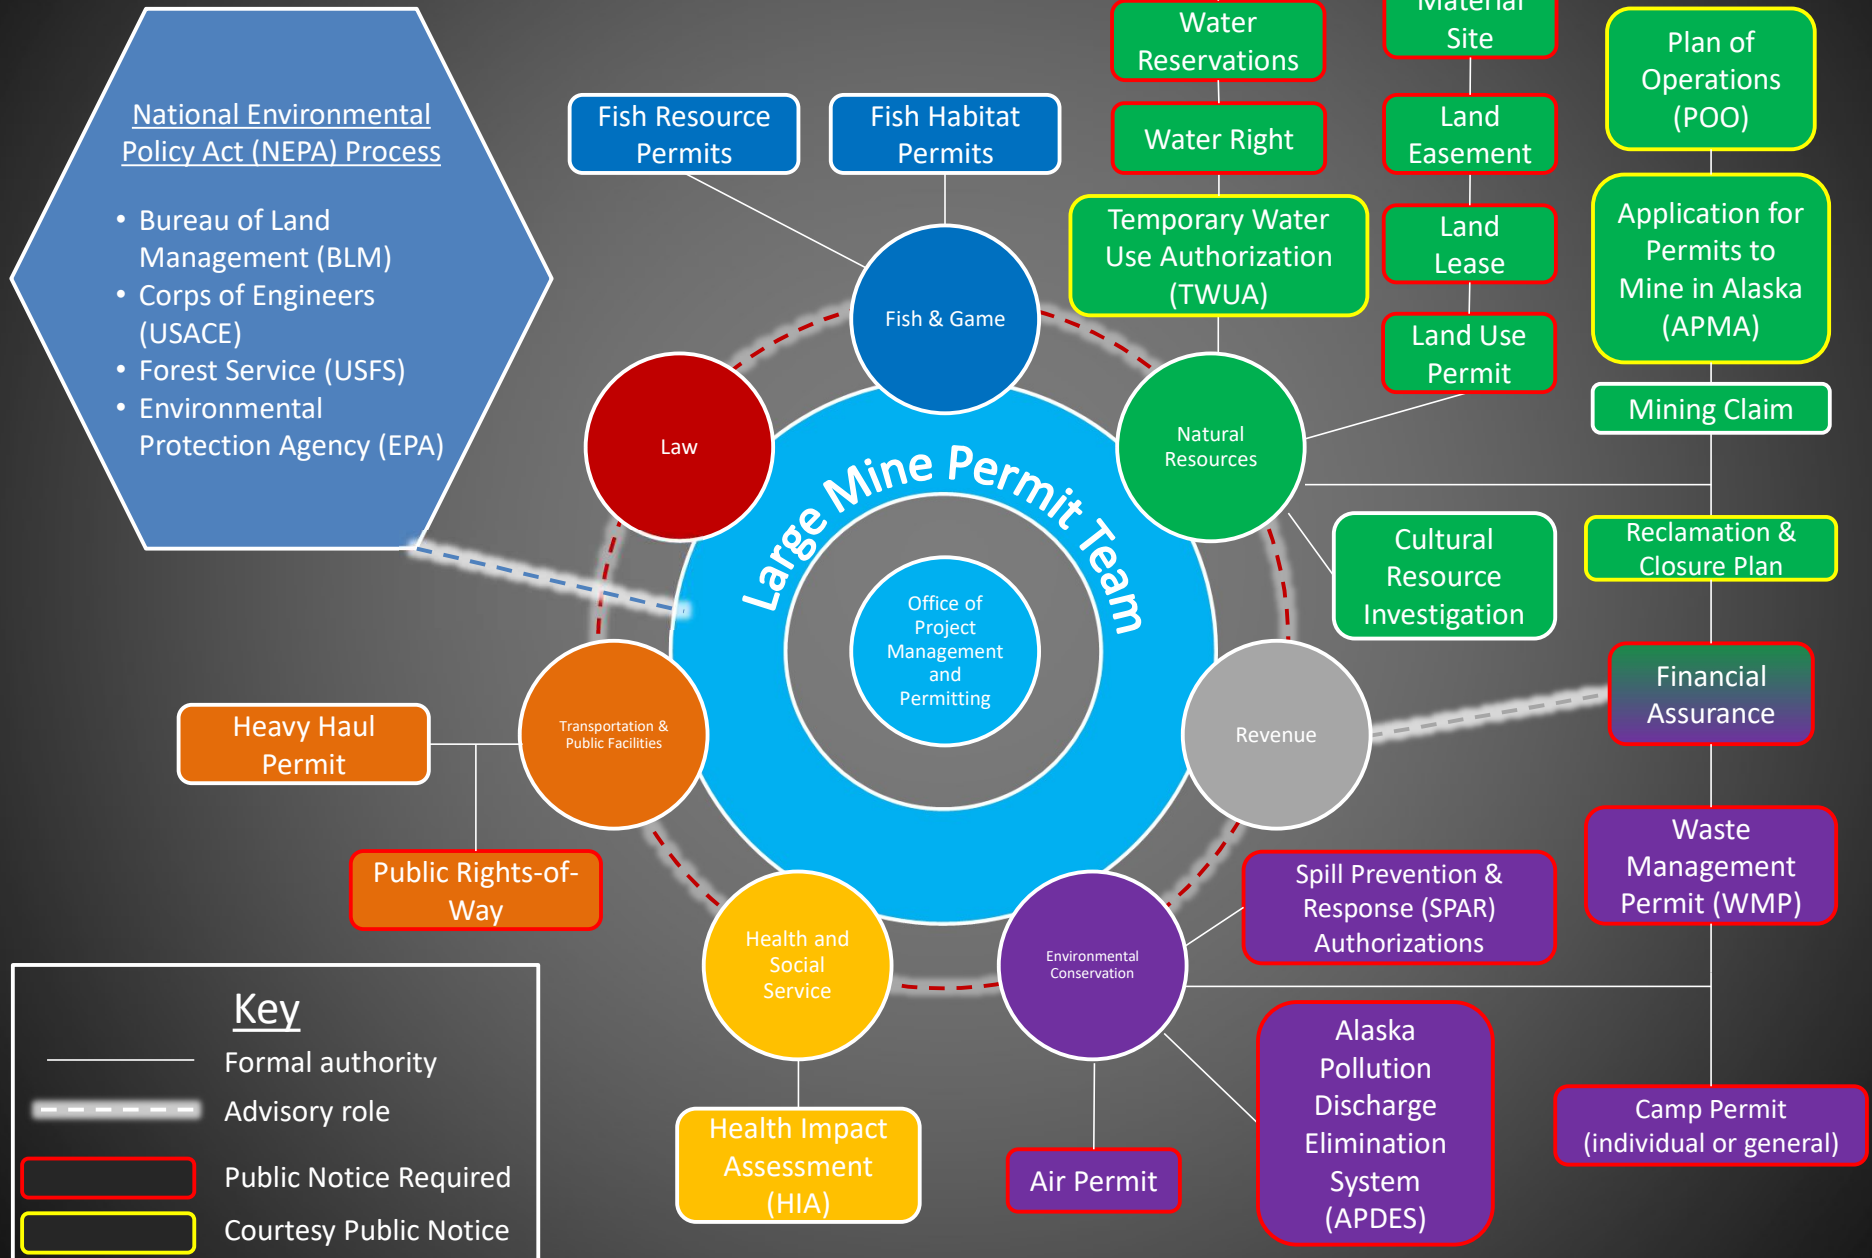 National Environmental
Policy Act (NEPA) Process
• Bureau of Land
Management (BLM)
• Corps of Engineers
(USACE)
• Forest Service (USFS)
• Environmental
Protection Agency (EPA)
Fish Resource
Permits
Fish Habitat
Permits
Water
Reservations
Water Right
Temporary Water
Use Authorization
(TWUA)
Material
Site
Land
Easement
Land
Lease
Land Use
Permit
Plan of
Operations
(POO)
Application for
Permits to
Mine in Alaska
(APMA)
Mining Claim
Reclamation &
Closure Plan
Cultural
Resource
Investigation
Financial
Assurance
Waste
Management
Permit (WMP)
Camp Permit
(individual or general)
Fish & Game
Law
Natural
Resources
Large Mine Permit Team
Office of
Project
Management
and
Permitting
Transportation &
Public Facilities
Revenue
Heavy Haul
Permit
Public Rights-of-
Way
Health and
Social
Service
Environmental
Conservation
Spill Prevention &
Response (SPAR)
Authorizations
Health Impact
Assessment
(HIA)
Air Permit
Alaska
Pollution
Discharge
Elimination
System
(APDES)
Key
Formal authority
Advisory role
Public Notice Required
Courtesy Public Notice